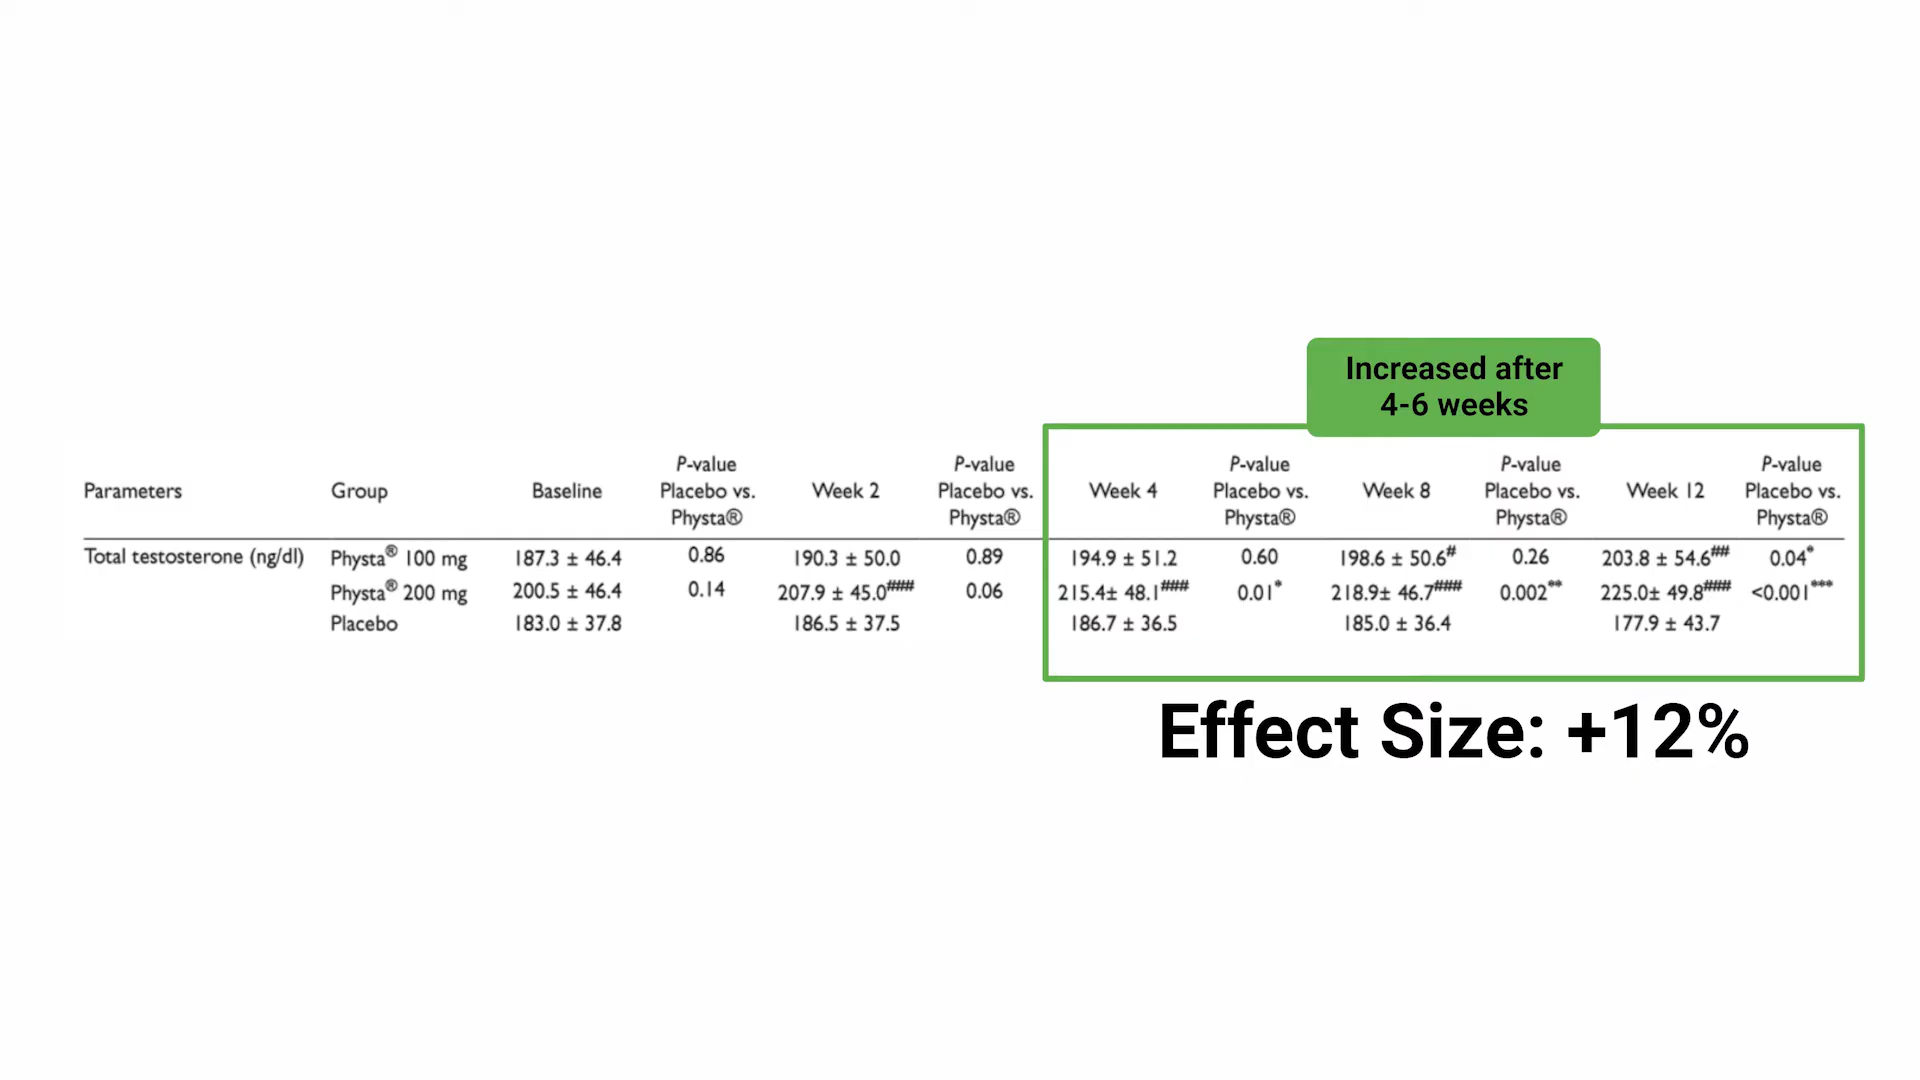 Increased after
4-6 weeks
Parameters Group Baseline P-value Placebo vs. Physta® Week 2 P-value Placebo vs. Physta® Week 4 P-value Placebo vs. Physta® Week 8 P-value Placebo vs. Physta® Week 12 P-value Placebo vs. Physta®
Total testosterone (ng/dl) Physta® 100 mg 187.3 ± 46.4 0.86 190.3 ± 50.0 0.89 194.9 ± 51.2 0.60 198.6 ± 50.6# 0.26 203.8 ± 54.6## 0.04*
Physta® 200 mg 200.5 ± 46.4 0.14 207.9 ± 45.0### 0.06 215.4± 48.1### 0.01* 218.9± 46.7### 0.002** 225.0± 49.8### <0.001***
Placebo 183.0 ± 37.8 186.5 ± 37.5 186.7 ± 36.5 185.0 ± 36.4 177.9 ± 43.7
Effect Size: +12%